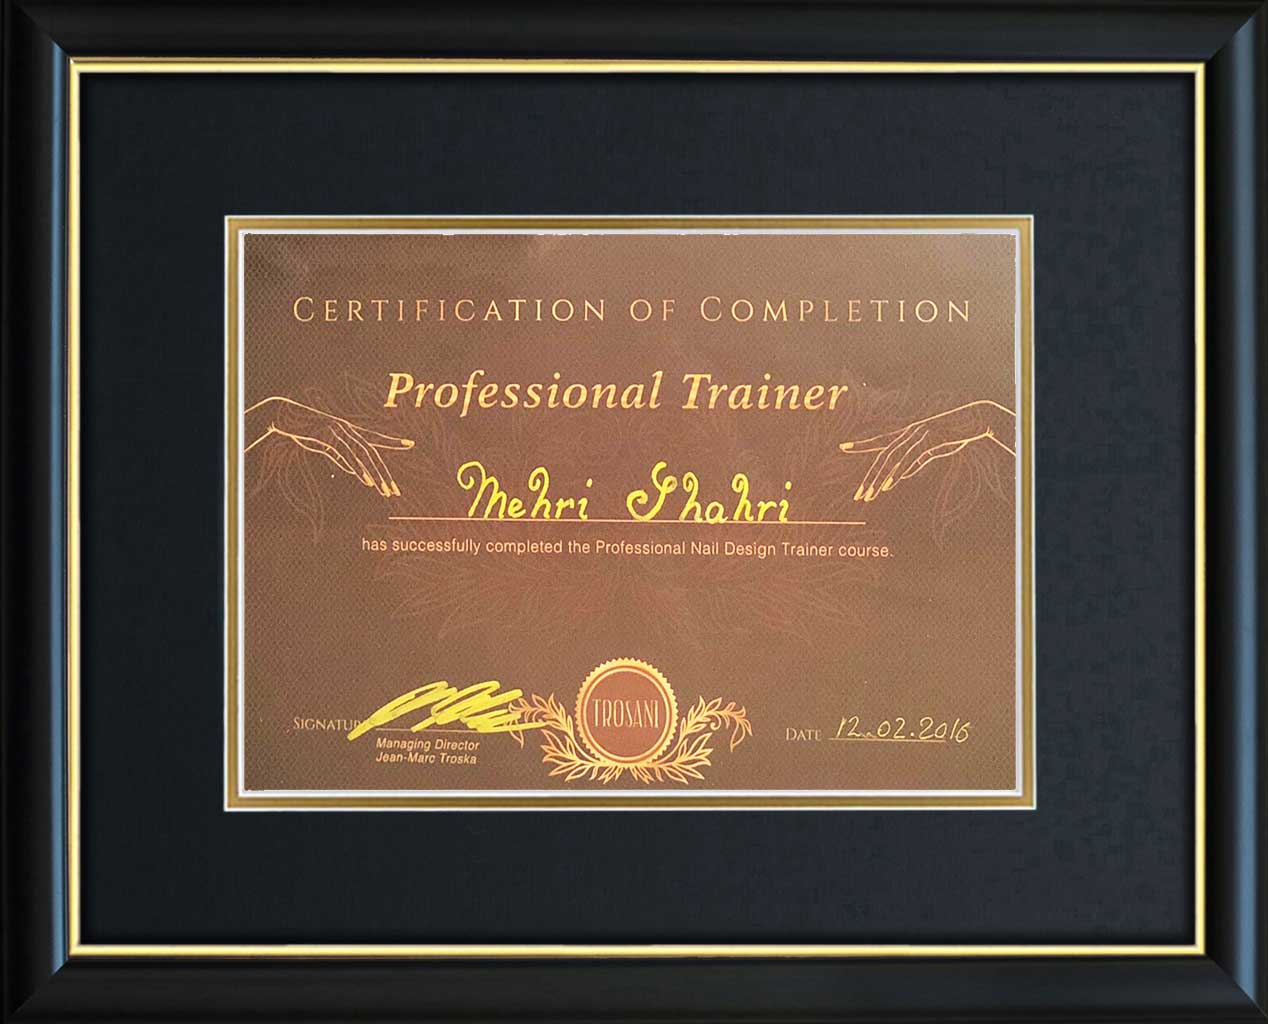 CERTIFICATION OF COMPLETION
Professional Trainer
Mehri Shahri
has successfully completed the Professional Nail Design Trainer course.
TROSANI
SIGNATURE
Managing Director
Jean-Marc Troska
DATE 12.02.2016